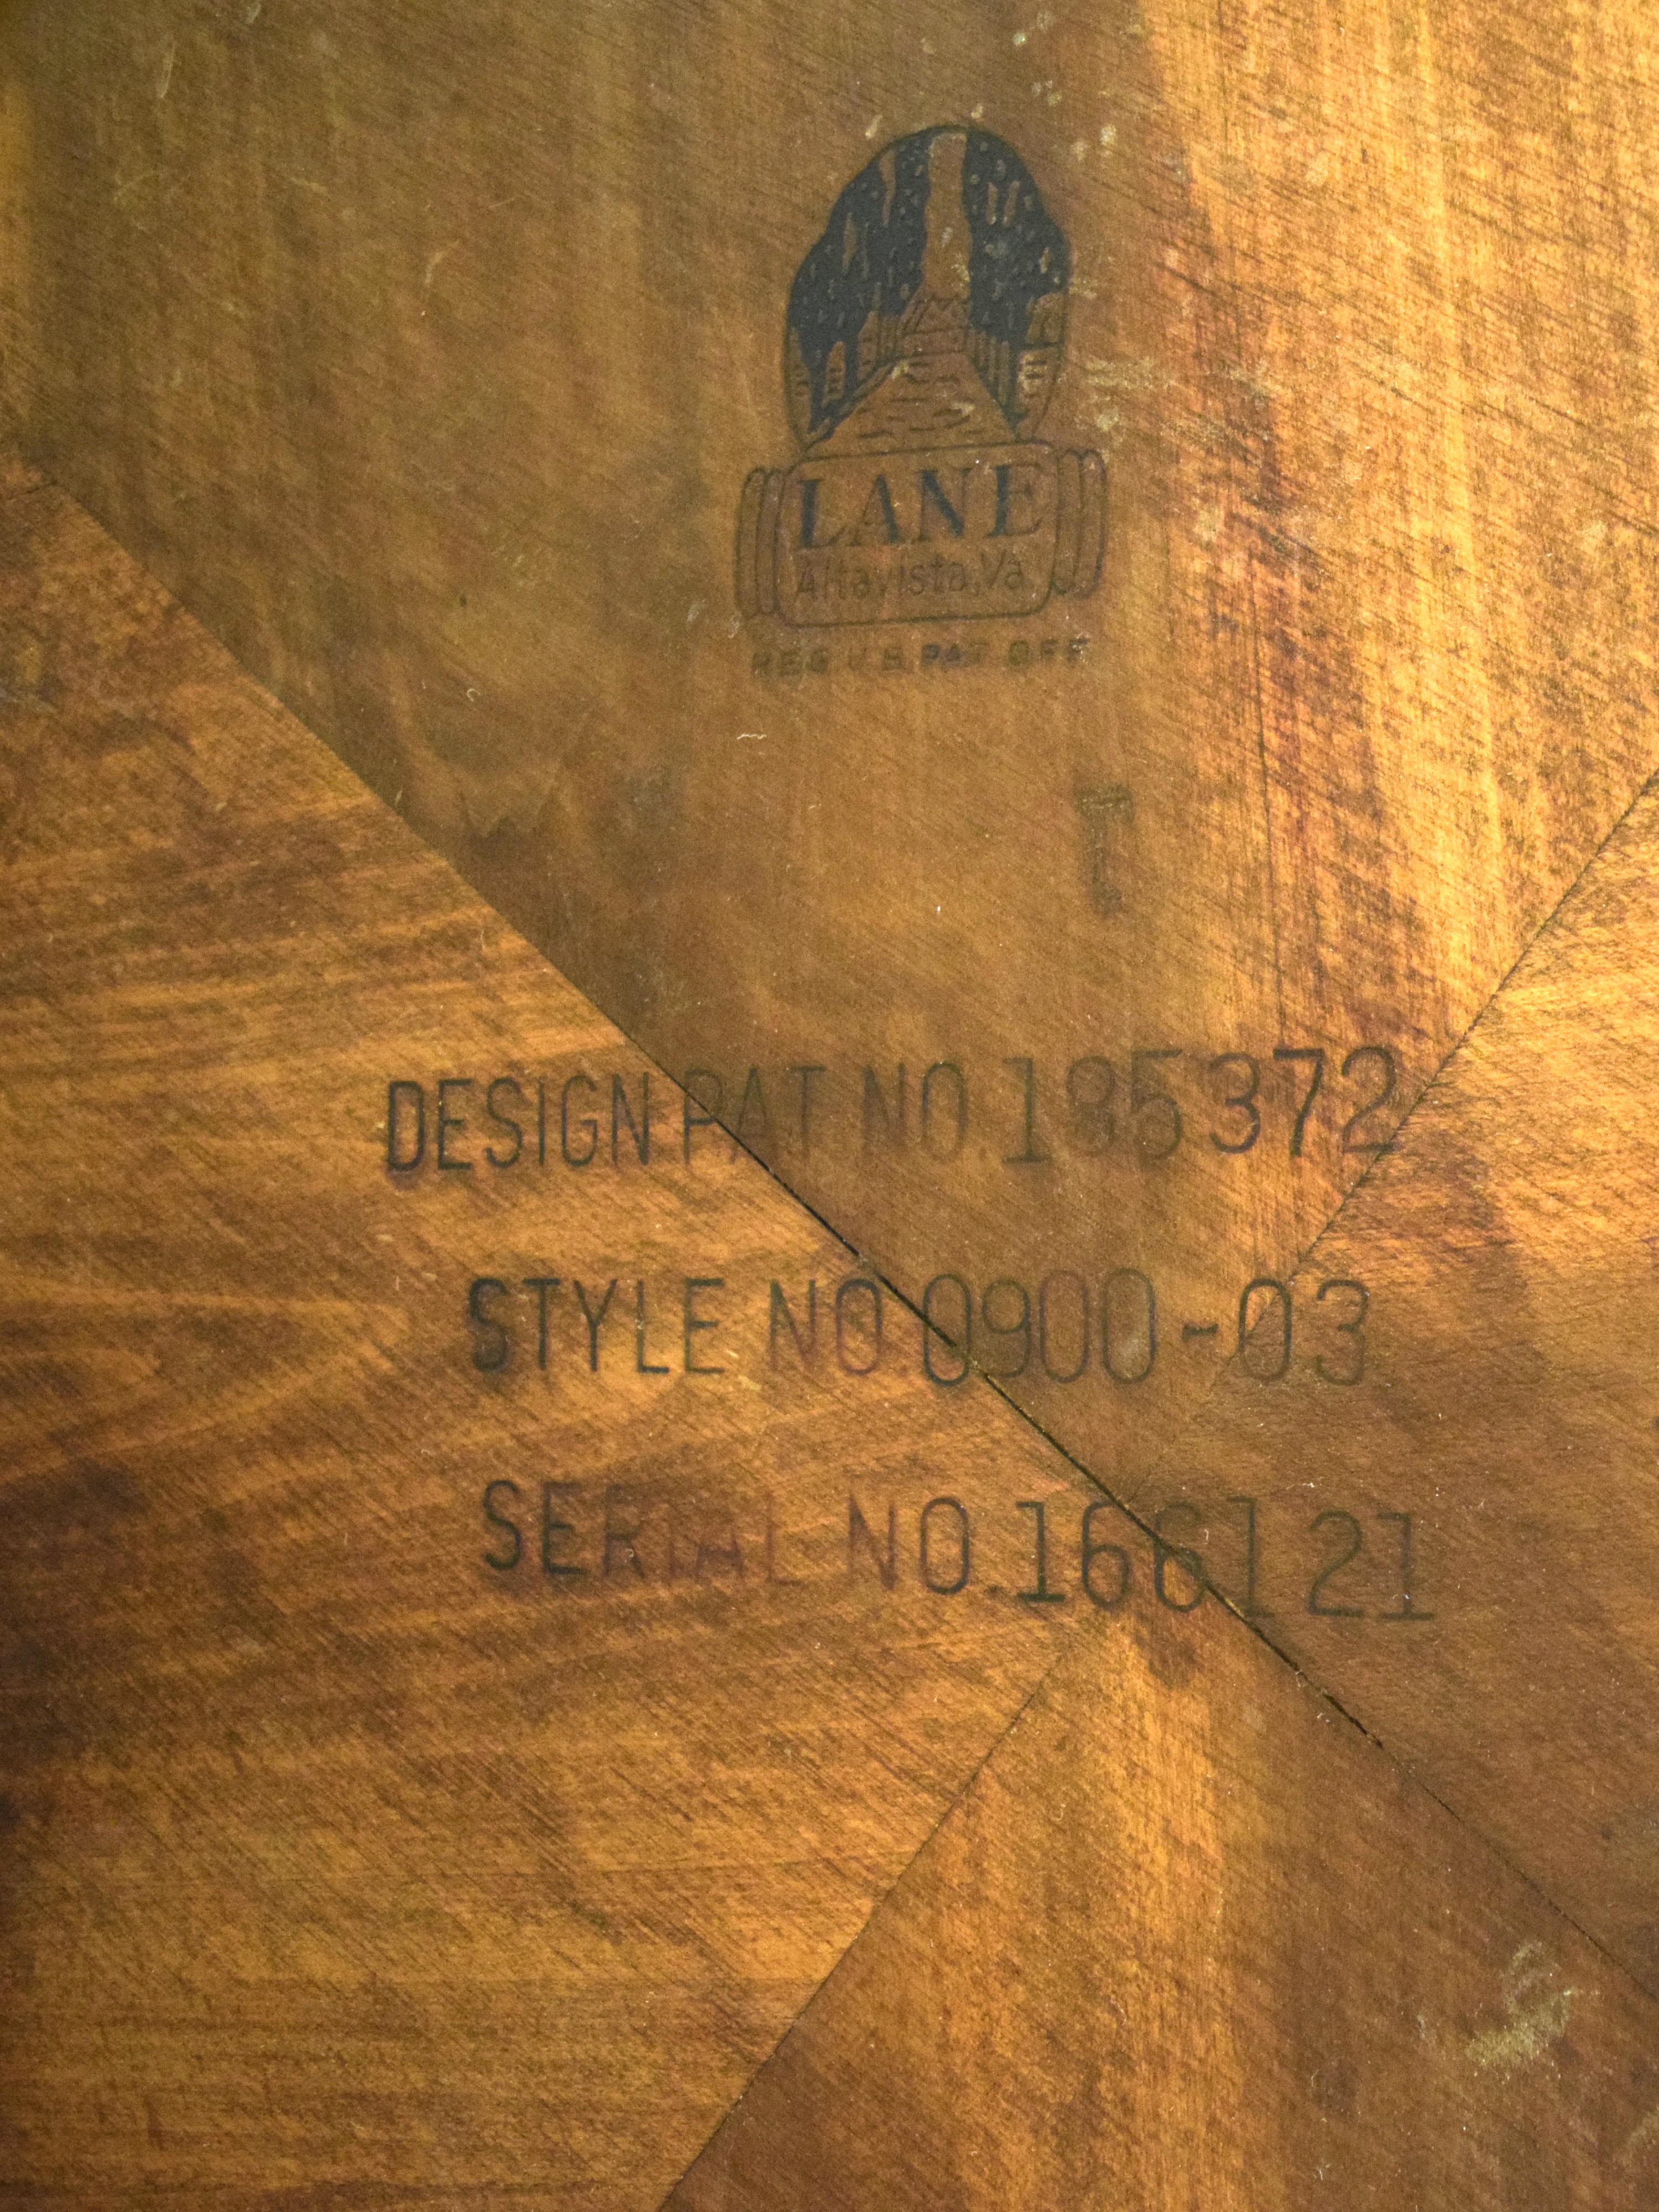 LANE
Altavista, Va.
REG. U.S. PAT. OFF.
T
DESIGN PAT NO. 185372
STYLE NO 0900-03
SERIAL NO. 166121